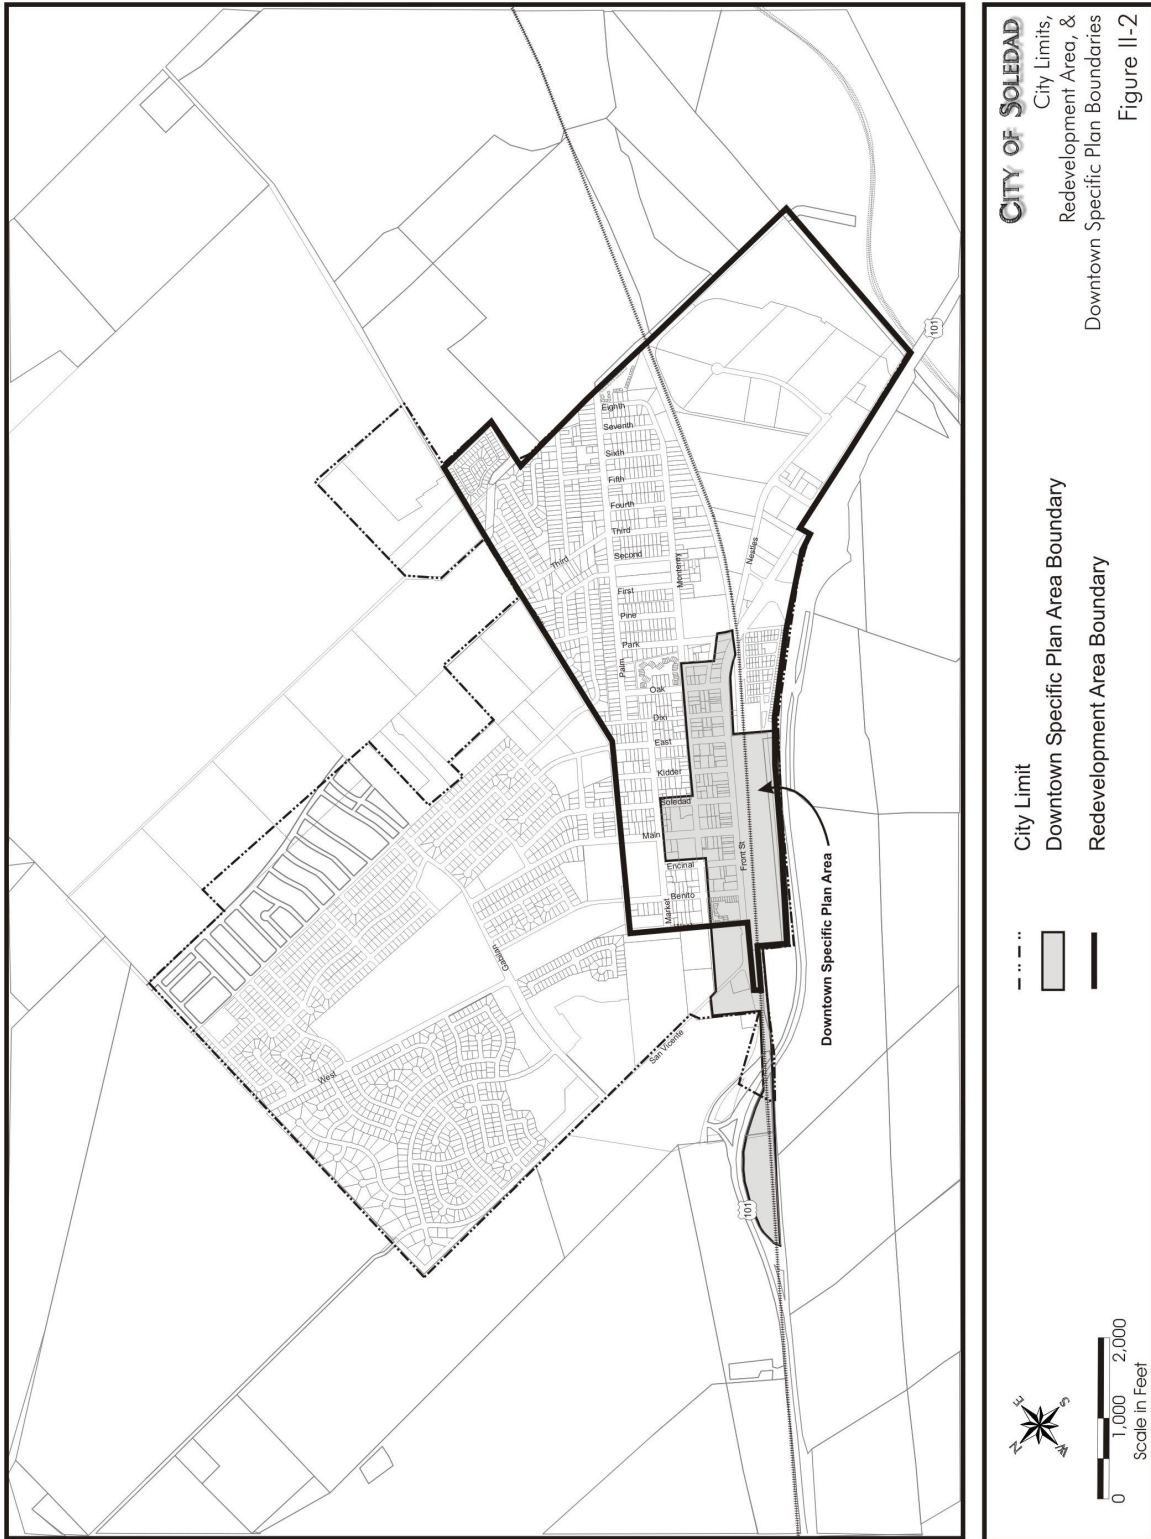 CITY OF SOLEDAD
City Limits,
Redevelopment Area, &
Downtown Specific Plan Boundaries
Figure II-2
City Limit
Downtown Specific Plan Area Boundary
Redevelopment Area Boundary
N
E
S
W
0 1,000 2,000
Scale in Feet
101
Eighth
Seventh
Sixth
Fifth
Fourth
Third
Second
Third
First
Pine
Park
Palm
Oak
Dixi
East
Kidder
Soledad
Main
Encinal
Benito
Market
Monterey
Nestles
Front St
Gabilan
West
San Vicente
Downtown Specific Plan Area
101